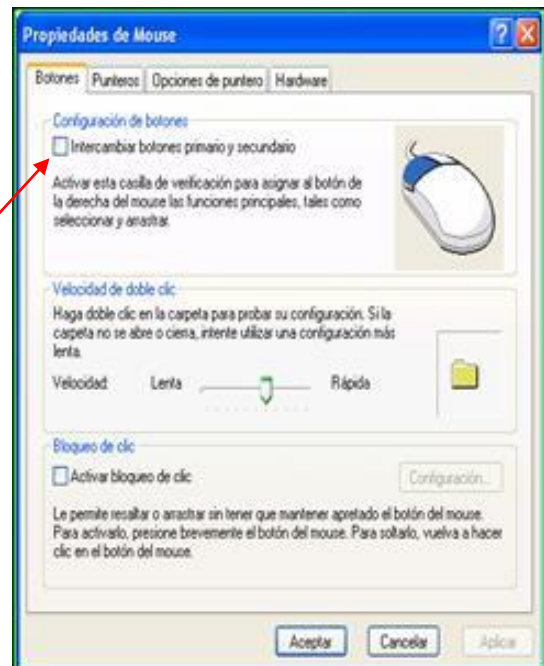 Propiedades de Mouse
Botones Punteros Opciones de puntero Hardware
Configuración de botones
Intercambiar botones primario y secundario
Activar esta casilla de verificación para asignar al botón de
la derecha del mouse las funciones principales, tales como
seleccionar y arrastrar.
Velocidad de doble clic
Haga doble clic en la carpeta para probar su configuración. Si la
carpeta no se abre o cierra, intente utilizar una configuración más
lenta.
Velocidad: Lenta Rápida
Bloqueo de clic
Activar bloqueo de clic
Configuración...
Le permite resaltar o arrastrar sin tener que mantener apretado el botón del mouse.
Para activarlo, presione brevemente el botón del mouse. Para soltarlo, vuelva a hacer
clic en el botón del mouse.
Aceptar Cancelar Aplicar